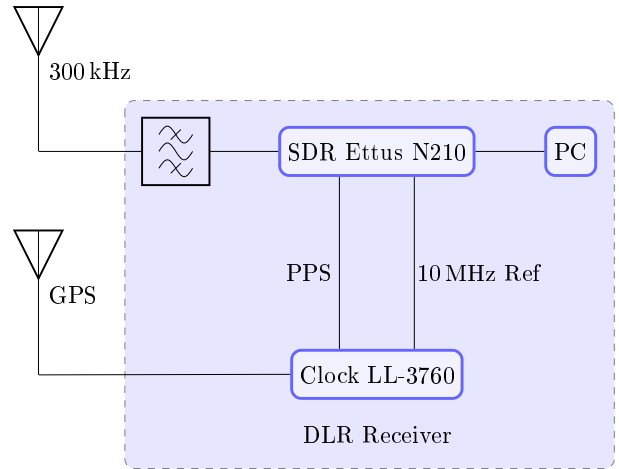 300 kHz
SDR Ettus N210
PC
PPS
10 MHz Ref
GPS
Clock LL-3760
DLR Receiver